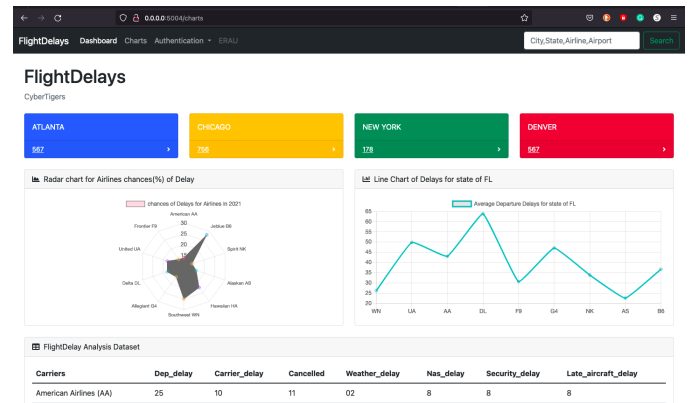 0.0.0.0:5004/charts
FlightDelays Dashboard Charts Authentication ERAU City,State,Airline,Airport Search
FlightDelays
CyberTigers
ATLANTA CHICAGO NEW YORK DENVER
567 756 178 567
Radar chart for Airlines chances(%) of Delay
chances of Delays for Airlines in 2021
American AA
Frontier F9 30 Jetblue B6
25
United UA 20 Spirit NK
15
Delta DL Alaskan AS
Allegiant G4 Hawaiian HA
Southwest WN
Line Chart of Delays for state of FL
Average Departure Delays for state of FL
65
60
55
50
45
40
35
30
25
20
WN UA AA DL F9 G4 NK AS B6
FlightDelay Analysis Dataset
Carriers Dep_delay Carrier_delay Cancelled Weather_delay Nas_delay Security_delay Late_aircraft_delay
American Airlines (AA) 25 10 11 02 8 8 8